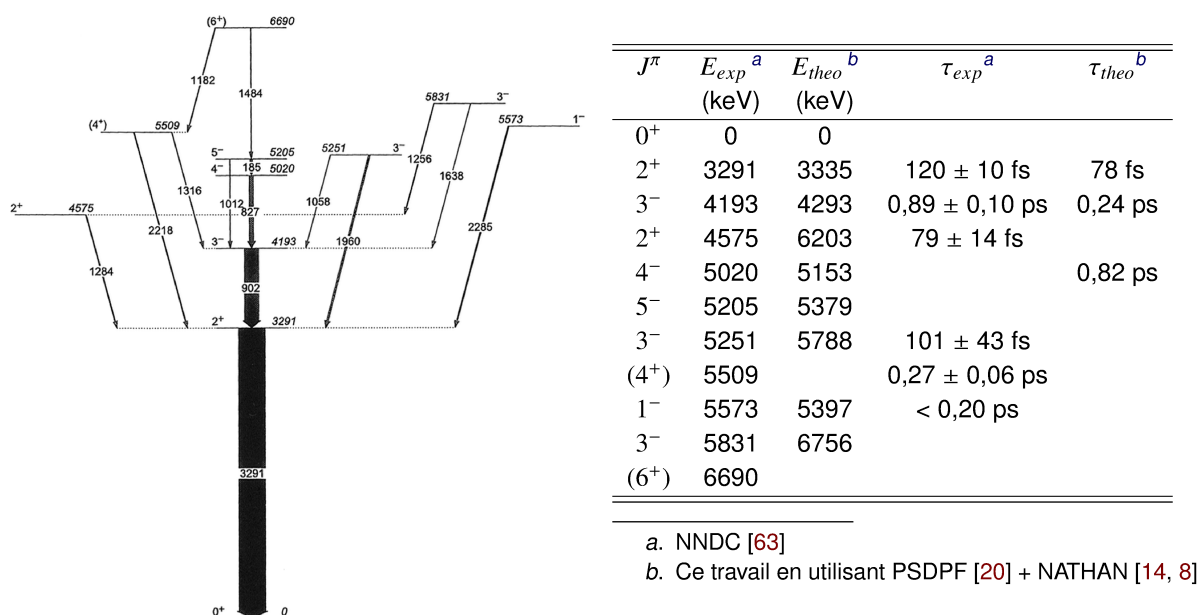 (6⁺) 6690
1182
1484
5831 3⁻
5573 1⁻
(4⁺) 5509
5⁻ 5205
5251 3⁻
185
4⁻ 5020
1256
1638
1316
1012
1058
2⁺ 4575
827
2218
1960
2285
3⁻ 4193
1284
902
2⁺ 3291
3291
0⁺ 0
J^π E_exp^a E_theo^b τ_exp^a τ_theo^b
(keV) (keV)
0⁺ 0 0
2⁺ 3291 3335 120 ± 10 fs 78 fs
3⁻ 4193 4293 0,89 ± 0,10 ps 0,24 ps
2⁺ 4575 6203 79 ± 14 fs
4⁻ 5020 5153 0,82 ps
5⁻ 5205 5379
3⁻ 5251 5788 101 ± 43 fs
(4⁺) 5509 0,27 ± 0,06 ps
1⁻ 5573 5397 < 0,20 ps
3⁻ 5831 6756
(6⁺) 6690
a. NNDC [63]
b. Ce travail en utilisant PSDPF [20] + NATHAN [14, 8]